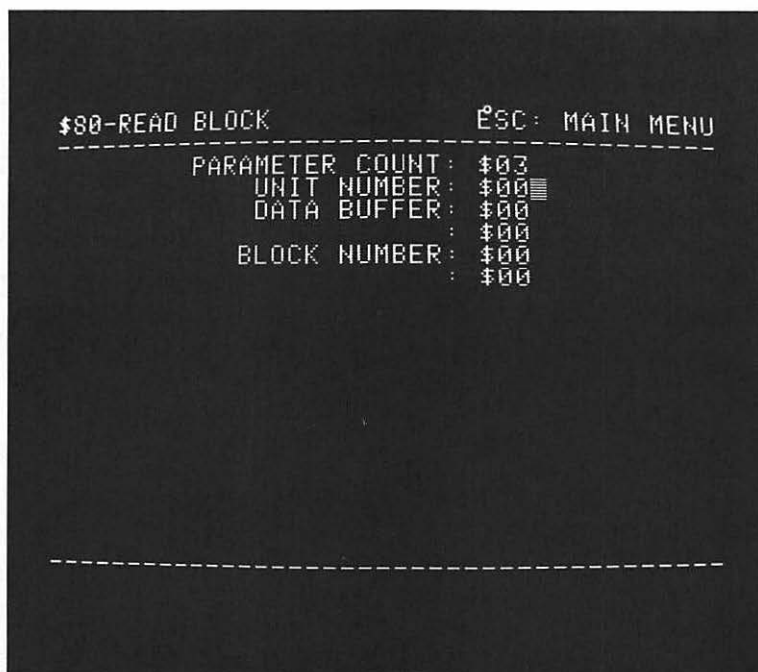 $80-READ BLOCK ESC: MAIN MENU
----------------------------------------
PARAMETER COUNT: $03
UNIT NUMBER: $00
DATA BUFFER: $00
: $00
BLOCK NUMBER: $00
: $00
----------------------------------------